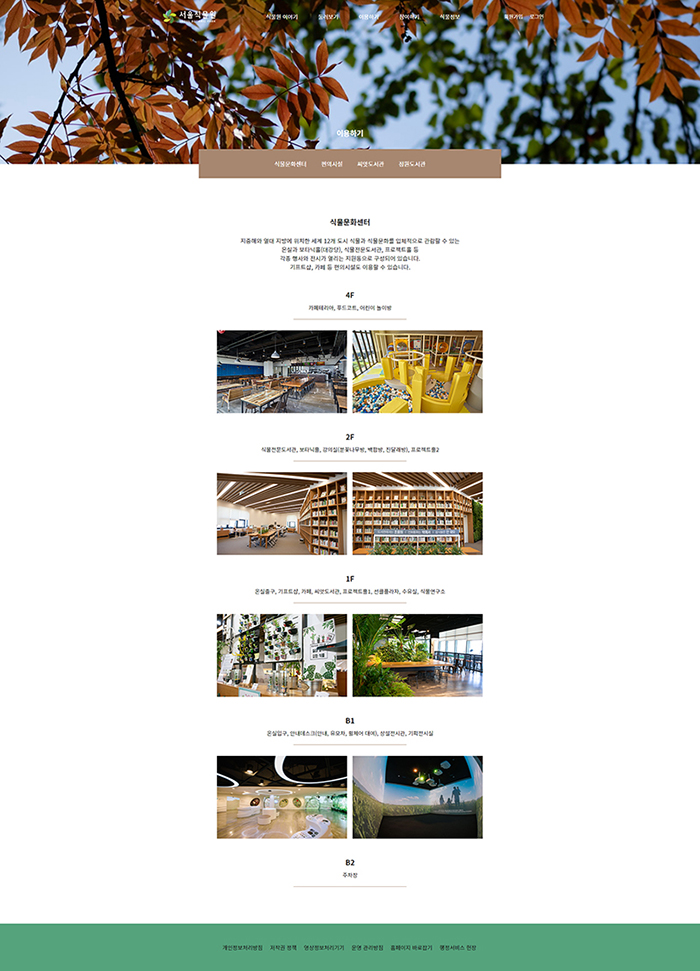 서울식물원
식물원 이야기 둘러보기 이용하기 참여하기 식물정보 회원가입 로그인
이용하기
식물문화센터 편의시설 씨앗도서관 정원도서관
식물문화센터
지중해와 열대 지방에 위치한 세계 12개 도시 식물과 식물문화를 입체적으로 관람할 수 있는
온실과 보타닉홀(대강당), 식물전문도서관, 프로젝트홀 등
각종 행사와 전시가 열리는 지원동으로 구성되어 있습니다.
기프트샵, 카페 등 편의시설도 이용할 수 있습니다.
4F
카페테리아, 푸드코트, 어린이 놀이방
2F
식물전문도서관, 보타닉홀, 강의실(분꽃나무방, 백합방, 진달래방), 프로젝트홀2
1F
온실출구, 기프트샵, 카페, 씨앗도서관, 프로젝트홀1, 선큰플라자, 수유실, 식물연구소
B1
온실입구, 안내데스크(안내, 유모차, 휠체어 대여), 상설전시관, 기획전시실
B2
주차장
개인정보처리방침 저작권 정책 영상정보처리기기 운영 관리방침 홈페이지 바로잡기 행정서비스 헌장